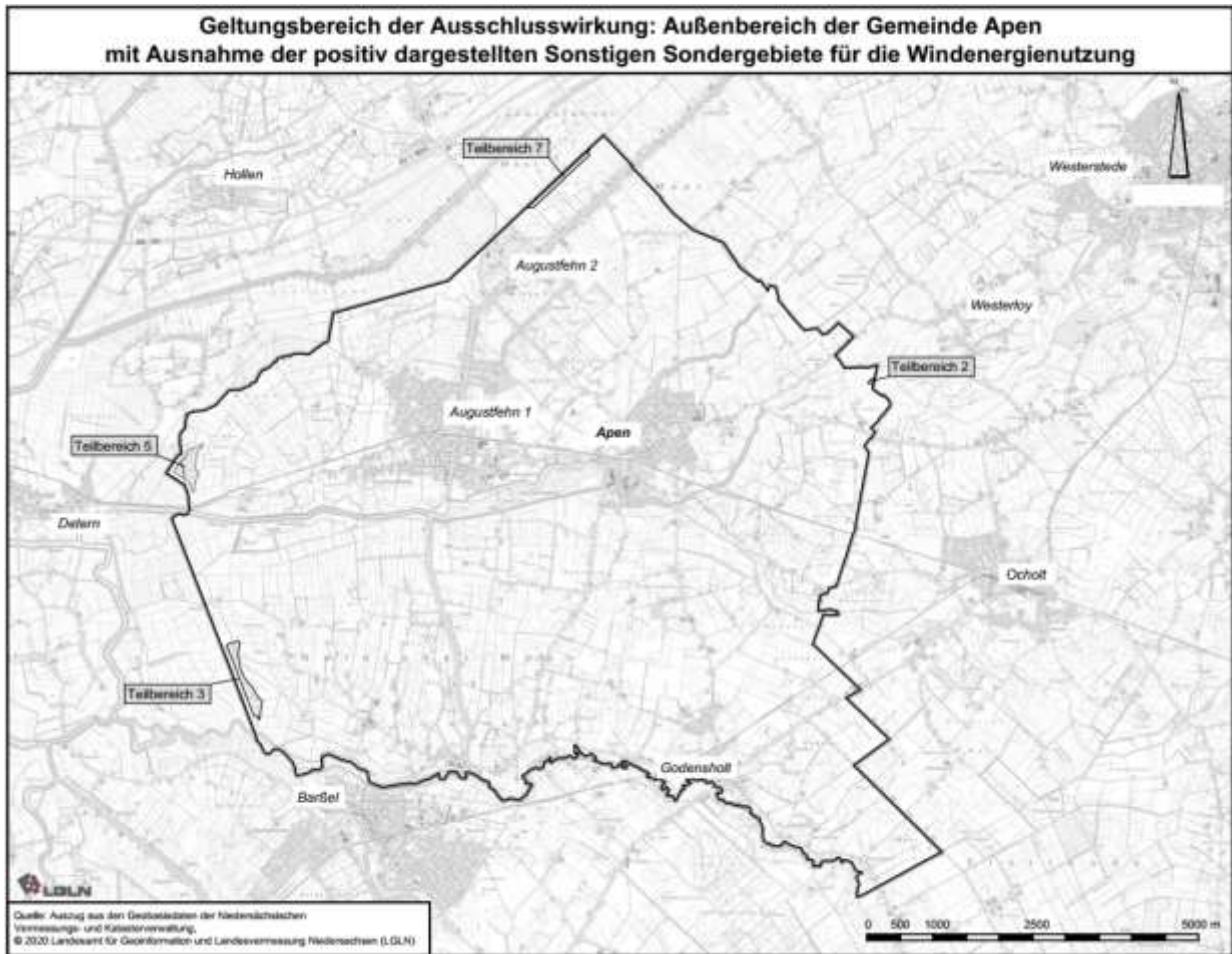 Geltungsbereich der Ausschlusswirkung: Außenbereich der Gemeinde Apen
mit Ausnahme der positiv dargestellten Sonstigen Sondergebiete für die Windenergienutzung
Teilbereich 7
Hollen
Westerstede
Augustfehn 2
Westerloy
Teilbereich 2
Augustfehn 1
Apen
Teilbereich 5
Detern
Ocholt
Teilbereich 3
Godensholt
Barßel
LGLN
Quelle: Auszug aus den Geobasisdaten der Niedersächsischen
Vermessungs- und Katasterverwaltung,
© 2020 Landesamt für Geoinformation und Landesvermessung Niedersachsen (LGLN)
0 500 1000 2500 5000 m